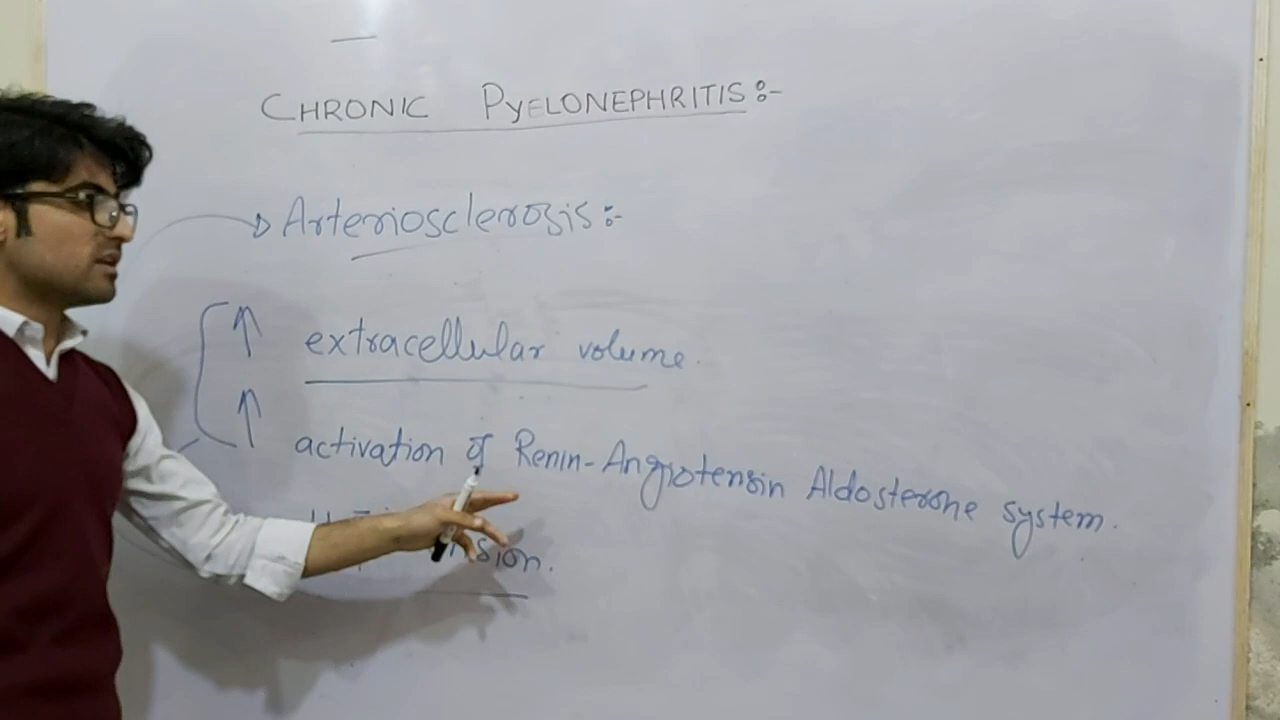 CHRONIC PYELONEPHRITIS:-
Arteriosclerosis:-
↑ extracellular volume.
↑ activation of Renin-Angiotensin Aldosterone system.